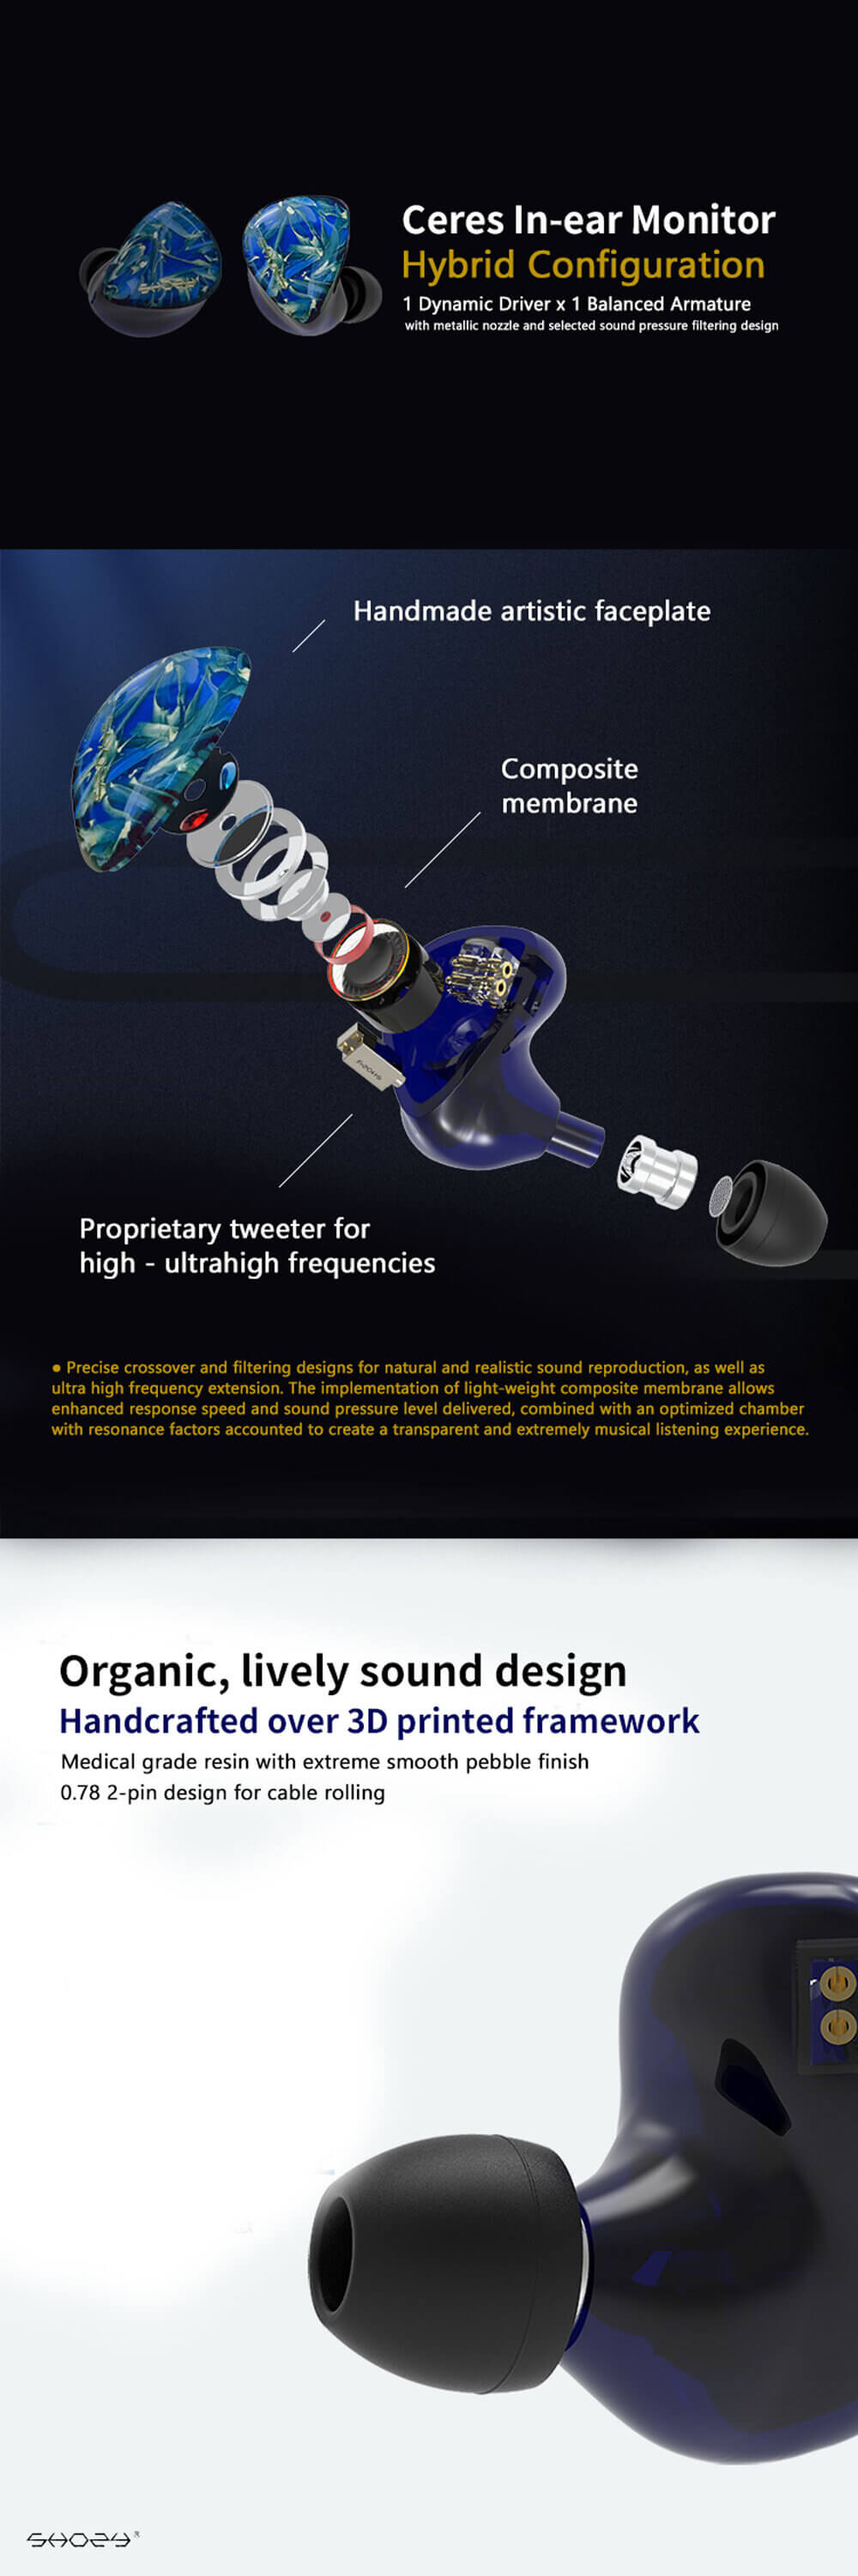 Ceres In-ear Monitor
Hybrid Configuration
1 Dynamic Driver x 1 Balanced Armature
with metallic nozzle and selected sound pressure filtering design
Handmade artistic faceplate
Composite
membrane
SHOZY
Proprietary tweeter for
high - ultrahigh frequencies
● Precise crossover and filtering designs for natural and realistic sound reproduction, as well as
ultra high frequency extension. The implementation of light-weight composite membrane allows
enhanced response speed and sound pressure level delivered, combined with an optimized chamber
with resonance factors accounted to create a transparent and extremely musical listening experience.
Organic, lively sound design
Handcrafted over 3D printed framework
Medical grade resin with extreme smooth pebble finish
0.78 2-pin design for cable rolling
SHOZY®